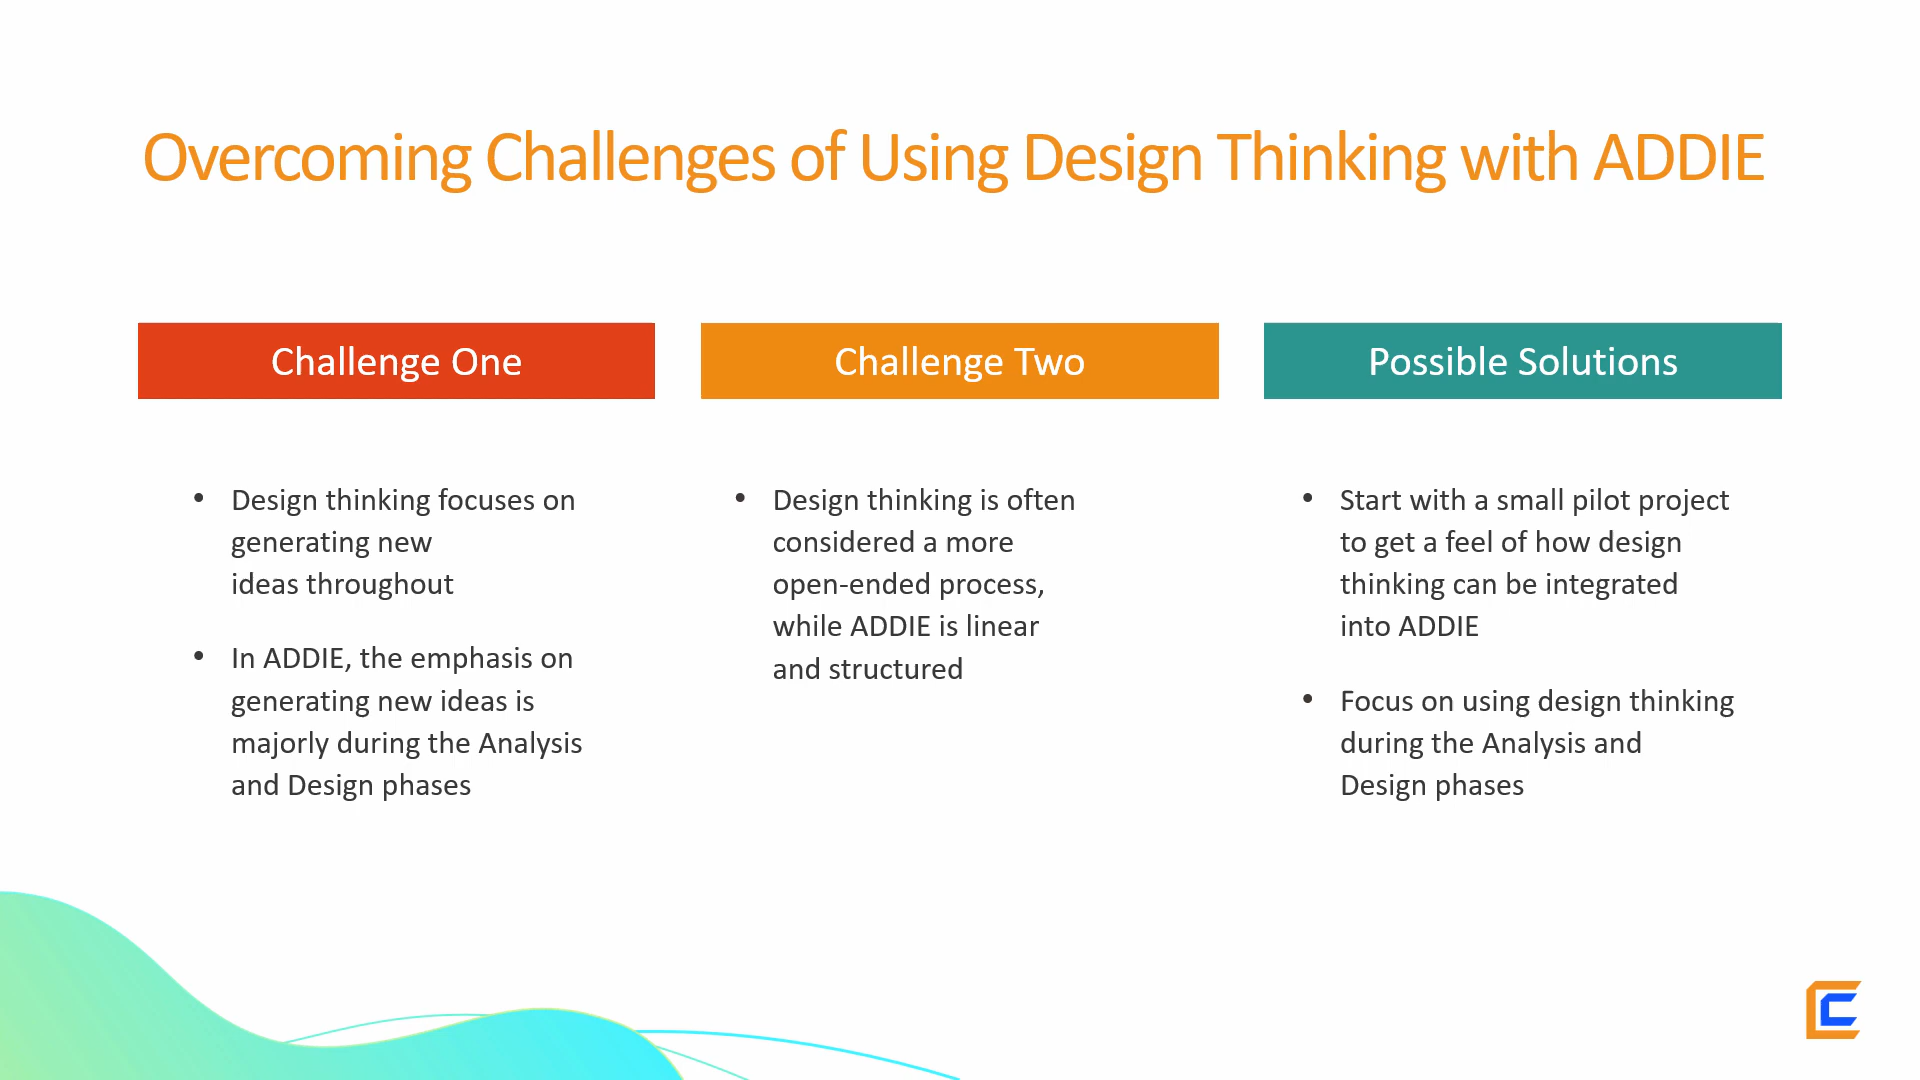 Overcoming Challenges of Using Design Thinking with ADDIE
Challenge One
• Design thinking focuses on
generating new
ideas throughout
• In ADDIE, the emphasis on
generating new ideas is
majorly during the Analysis
and Design phases
Challenge Two
• Design thinking is often
considered a more
open-ended process,
while ADDIE is linear
and structured
Possible Solutions
• Start with a small pilot project
to get a feel of how design
thinking can be integrated
into ADDIE
• Focus on using design thinking
during the Analysis and
Design phases